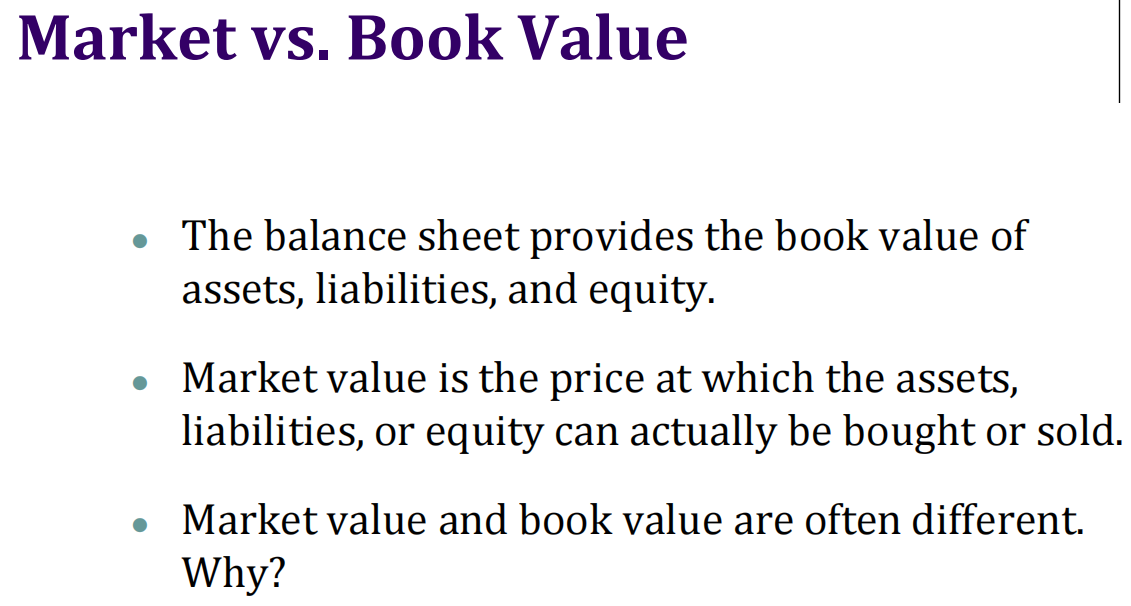 Market vs. Book Value
● The balance sheet provides the book value of
assets, liabilities, and equity.
● Market value is the price at which the assets,
liabilities, or equity can actually be bought or sold.
● Market value and book value are often different.
Why?